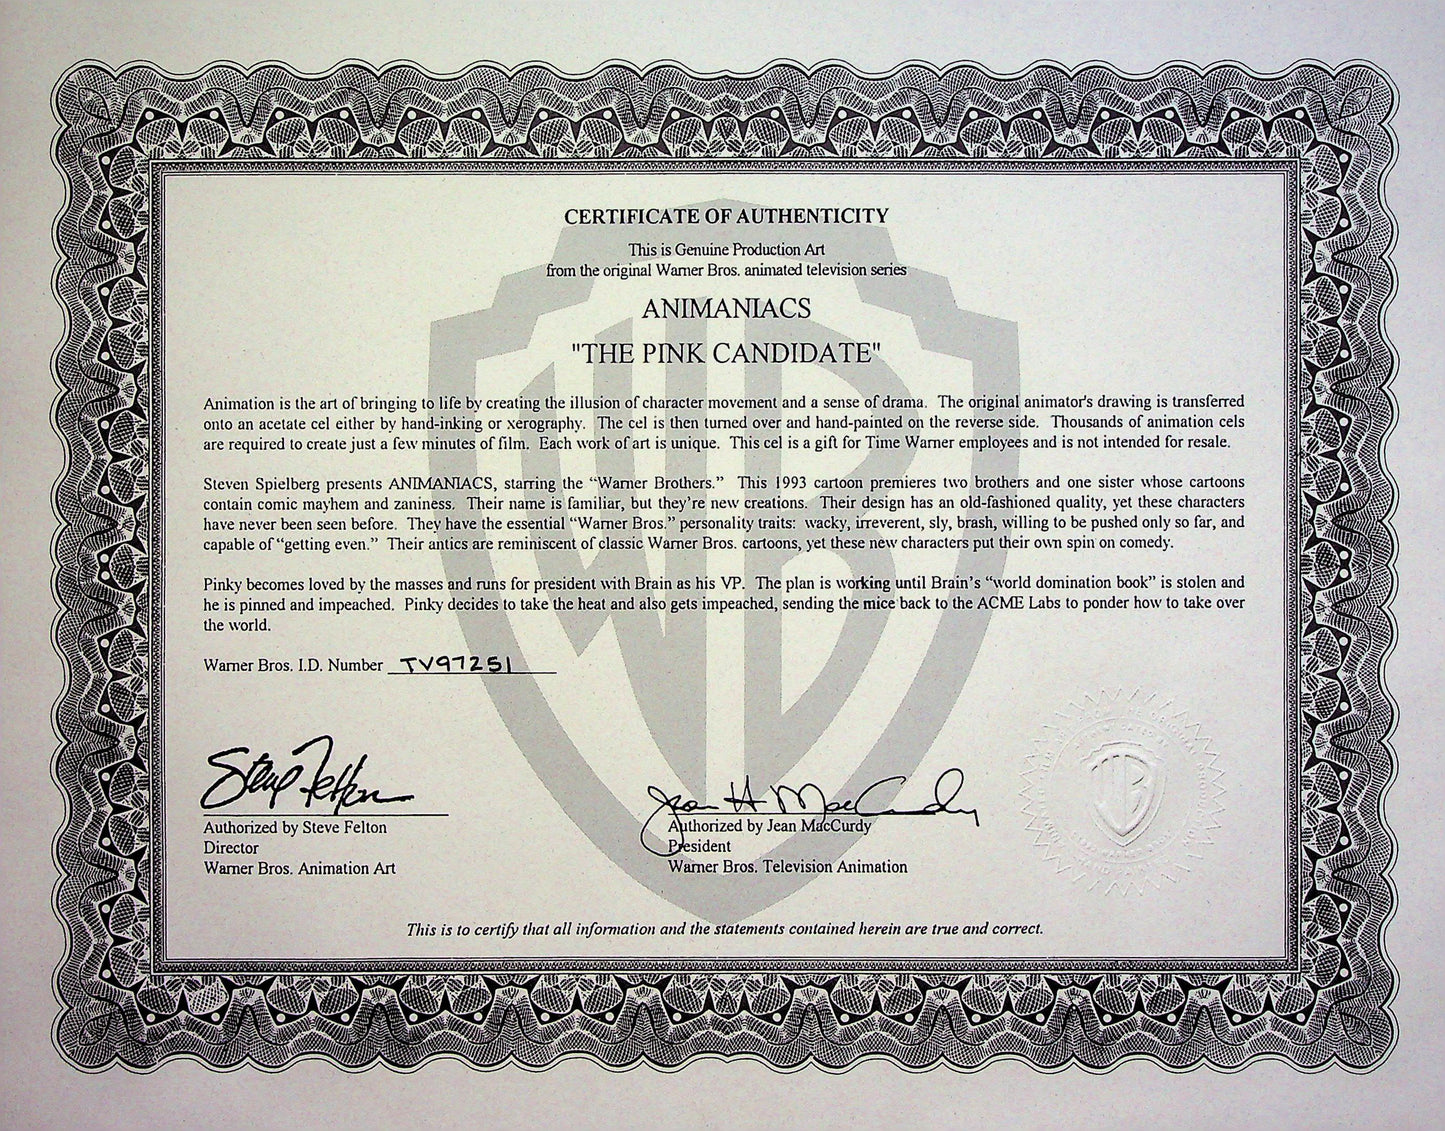 CERTIFICATE OF AUTHENTICITY
This is Genuine Production Art
from the original Warner Bros. animated television series
ANIMANIACS
"THE PINK CANDIDATE"
Animation is the art of bringing to life by creating the illusion of character movement and a sense of drama. The original animator's drawing is transferred
onto an acetate cel either by hand-inking or xerography. The cel is then turned over and hand-painted on the reverse side. Thousands of animation cels
are required to create just a few minutes of film. Each work of art is unique. This cel is a gift for Time Warner employees and is not intended for resale.
Steven Spielberg presents ANIMANIACS, starring the “Warner Brothers.” This 1993 cartoon premieres two brothers and one sister whose cartoons
contain comic mayhem and zaniness. Their name is familiar, but they’re new creations. Their design has an old-fashioned quality, yet these characters
have never been seen before. They have the essential “Warner Bros.” personality traits: wacky, irreverent, sly, brash, willing to be pushed only so far, and
capable of “getting even.” Their antics are reminiscent of classic Warner Bros. cartoons, yet these new characters put their own spin on comedy.
Pinky becomes loved by the masses and runs for president with Brain as his VP. The plan is working until Brain’s “world domination book” is stolen and
he is pinned and impeached. Pinky decides to take the heat and also gets impeached, sending the mice back to the ACME Labs to ponder how to take over
the world.
Warner Bros. I.D. Number TV97251
Steve Felton
Jean H MacCurdy
Authorized by Steve Felton
Director
Warner Bros. Animation Art
Authorized by Jean MacCurdy
President
Warner Bros. Television Animation
WB
This is to certify that all information and the statements contained herein are true and correct.